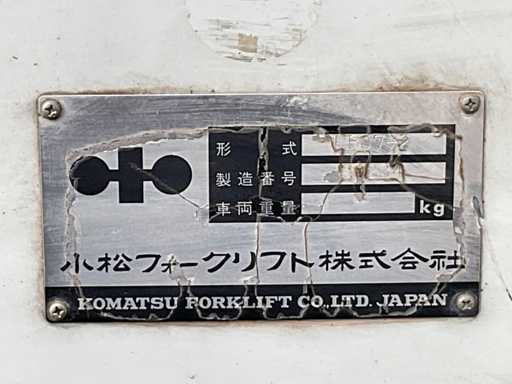 形式
製造番号
車両重量 kg
小松フォークリフト株式会社
KOMATSU FORKLIFT CO.,LTD. JAPAN